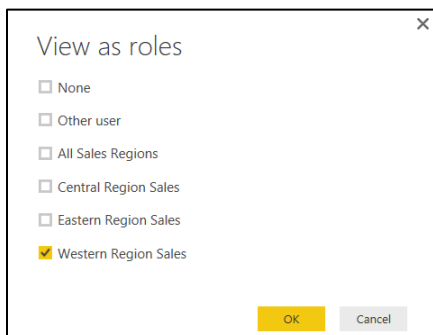 View as roles
None
Other user
All Sales Regions
Central Region Sales
Eastern Region Sales
Western Region Sales
OK Cancel